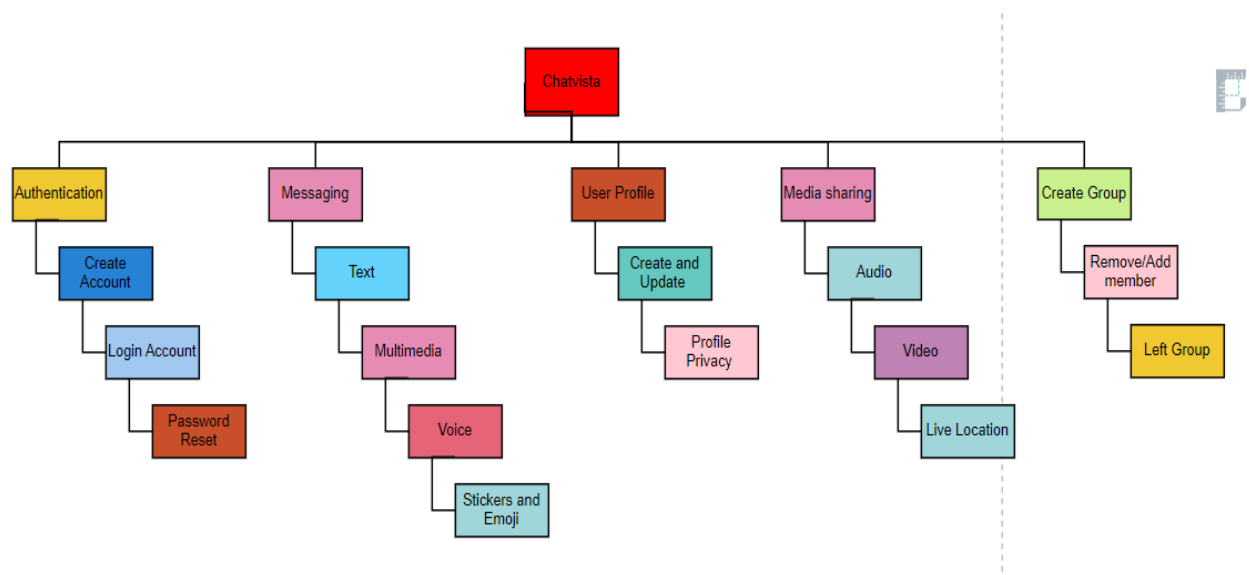 Chatvista
Authentication
Messaging
User Profile
Media sharing
Create Group
Create
Account
Text
Create and
Update
Audio
Remove/Add
member
Login Account
Multimedia
Profile
Privacy
Video
Left Group
Password
Reset
Voice
Live Location
Stickers and
Emoji